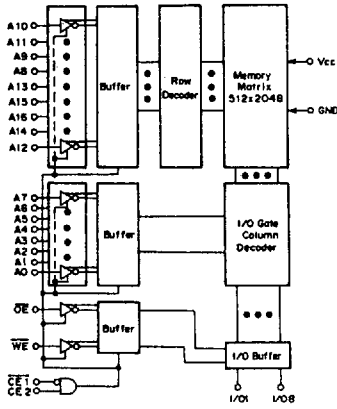 A10
A11
A9
A8
A13
A15
A16
A14
A12
Buffer
Row
Decoder
Memory
Matrix
512x2048
Vcc
GND
A7
A6
A5
A4
A3
A2
A1
A0
Buffer
I/O Gate
Column
Decoder
OE
WE
Buffer
I/O Buffer
CE1
CE2
I/O1
I/O8